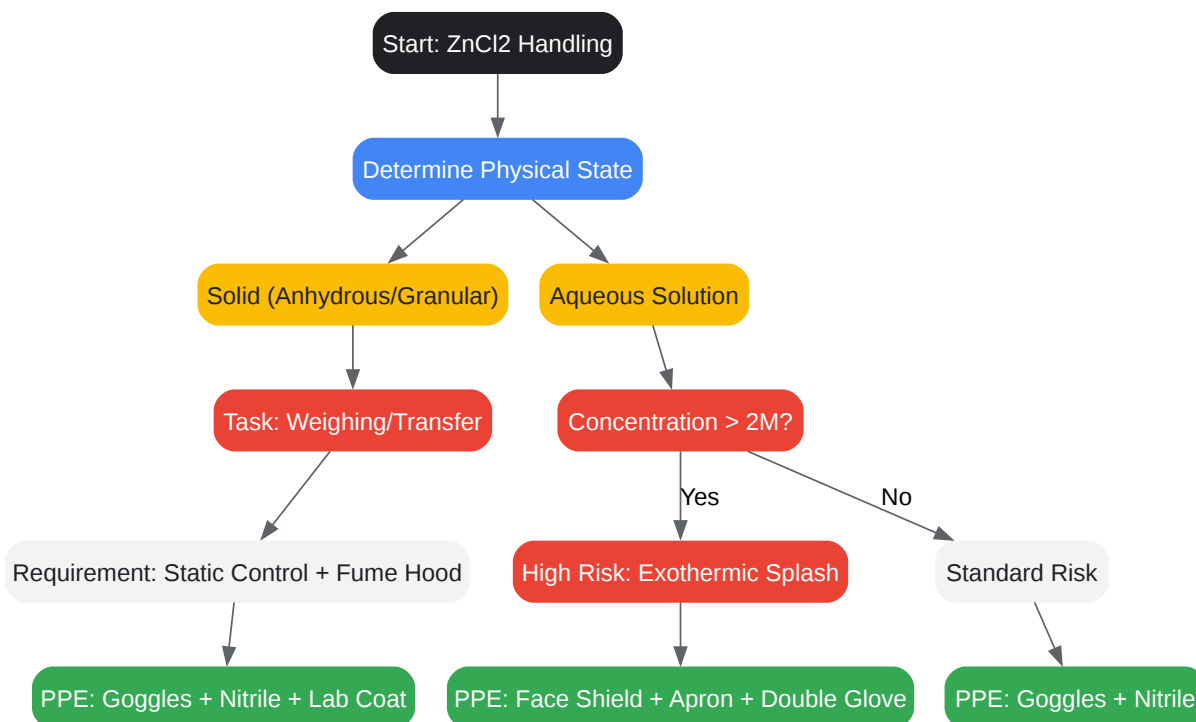 Start: ZnCl2 Handling
Determine Physical State
Solid (Anhydrous/Granular)
Aqueous Solution
Task: Weighing/Transfer
Concentration > 2M?
Yes
No
Requirement: Static Control + Fume Hood
High Risk: Exothermic Splash
Standard Risk
PPE: Goggles + Nitrile + Lab Coat
PPE: Face Shield + Apron + Double Glove
PPE: Goggles + Nitrile